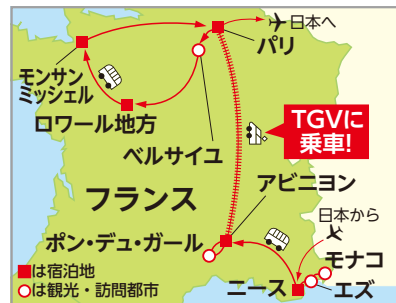 日本へ
パリ
モンサン
ミッシェル
ロワール地方
ベルサイユ
TGVに
乗車!
アビニヨン
フランス
日本から
ポン・デュ・ガール
モナコ
ニース
エズ
は宿泊地
は観光・訪問都市